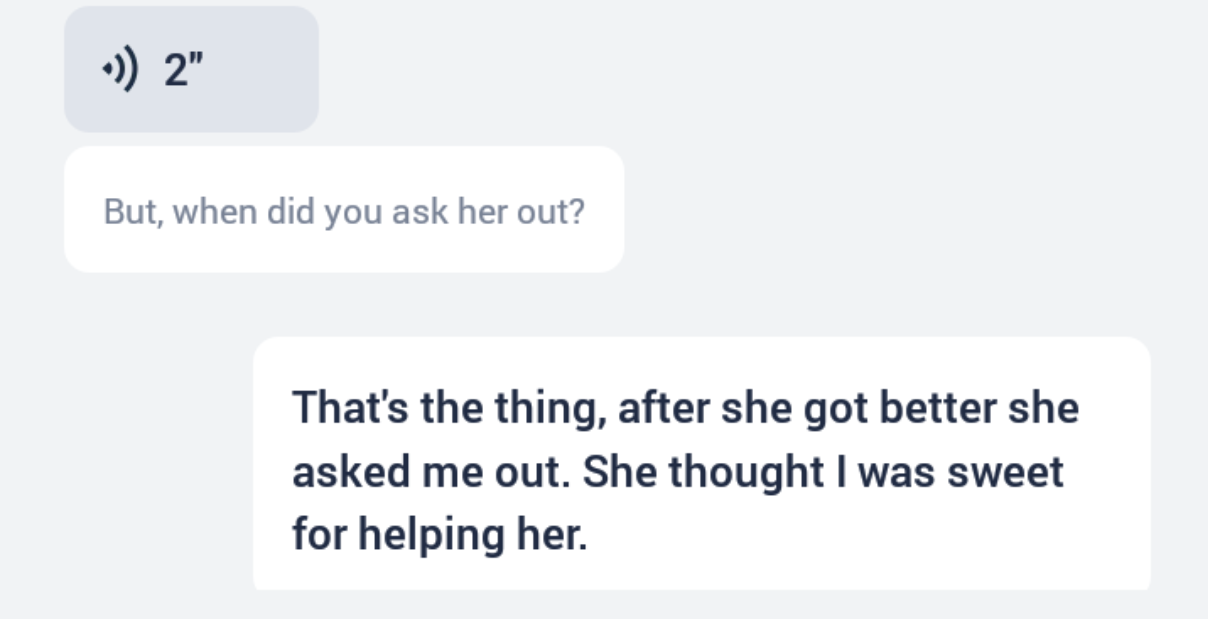 2"
But, when did you ask her out?
That's the thing, after she got better she
asked me out. She thought I was sweet
for helping her.